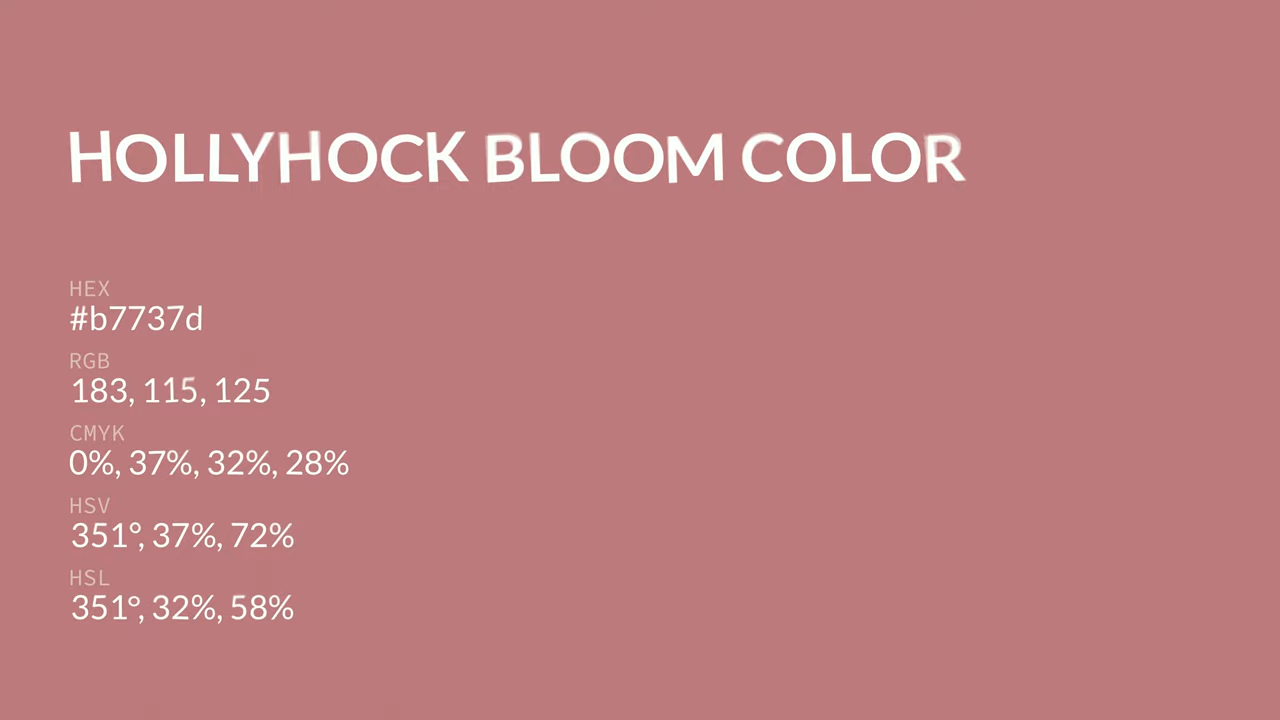 HOLLYHOCK BLOOM COLOR
HEX
#b7737d
RGB
183, 115, 125
CMYK
0%, 37%, 32%, 28%
HSV
351°, 37%, 72%
HSL
351°, 32%, 58%